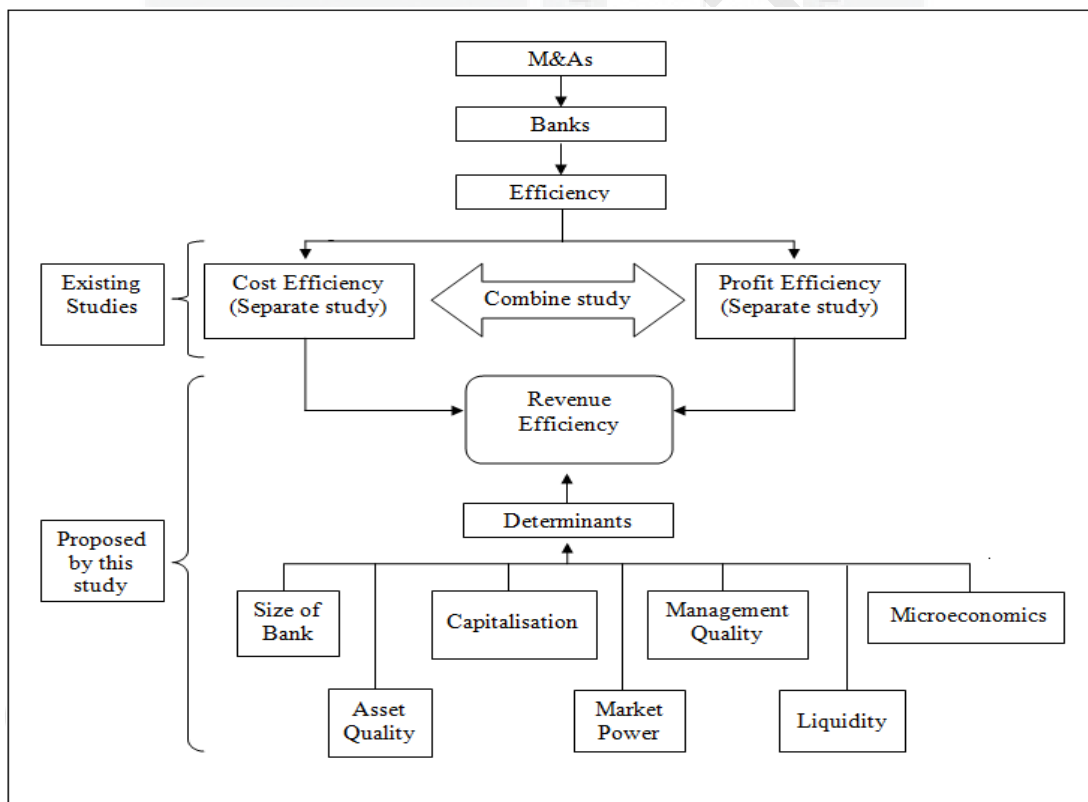 M&As
Banks
Efficiency
Existing
Studies
Cost Efficiency
(Separate study)
Combine study
Profit Efficiency
(Separate study)
Revenue
Efficiency
Proposed
by this
study
Determinants
Size of
Bank
Capitalisation
Management
Quality
Microeconomics
Asset
Quality
Market
Power
Liquidity